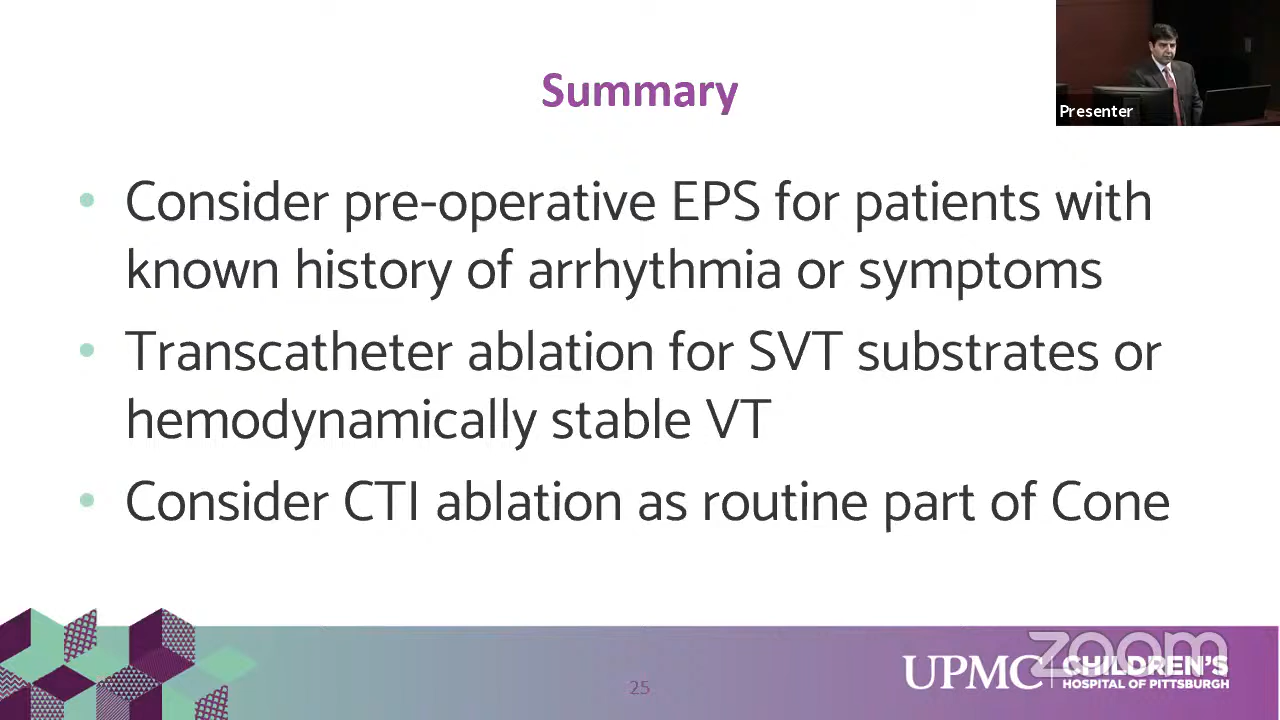 Summary
Presenter
• Consider pre-operative EPS for patients with
known history of arrhythmia or symptoms
• Transcatheter ablation for SVT substrates or
hemodynamically stable VT
• Consider CTI ablation as routine part of Cone
zoom
UPMC CHILDREN'S
HOSPITAL OF PITTSBURGH
25